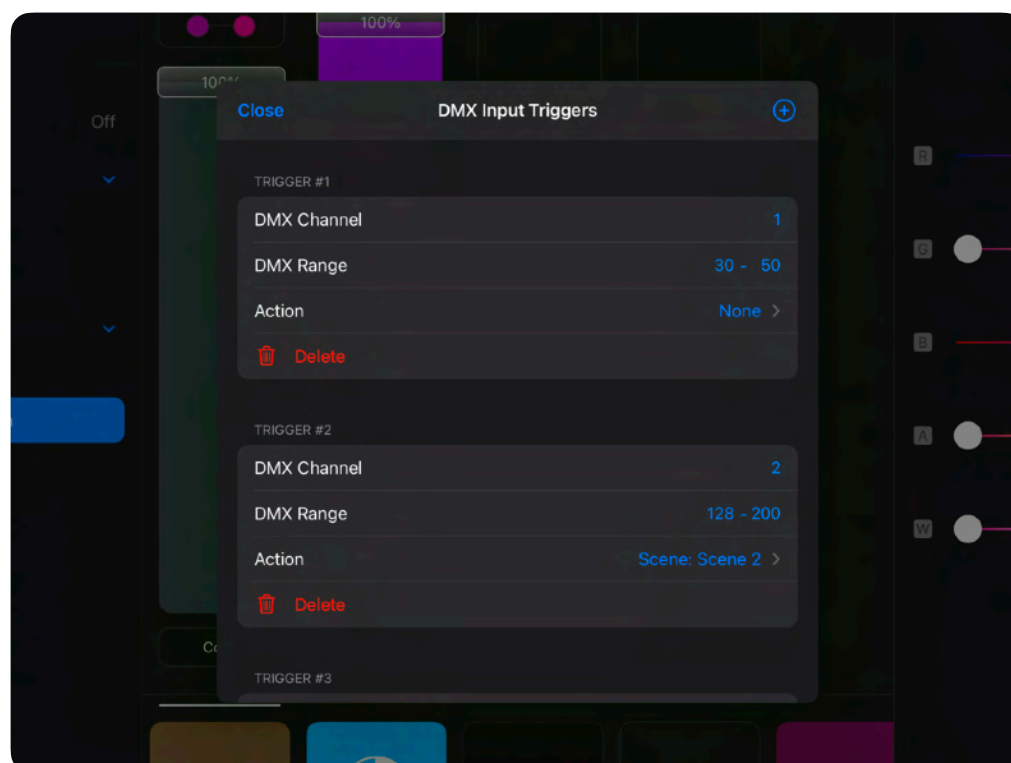 100%
100%
Off
Close DMX Input Triggers
TRIGGER #1
DMX Channel 1
DMX Range 30 - 50
Action None
Delete
TRIGGER #2
DMX Channel 2
DMX Range 128 - 200
Action Scene: Scene 2
Delete
TRIGGER #3
R
G
B
A
W